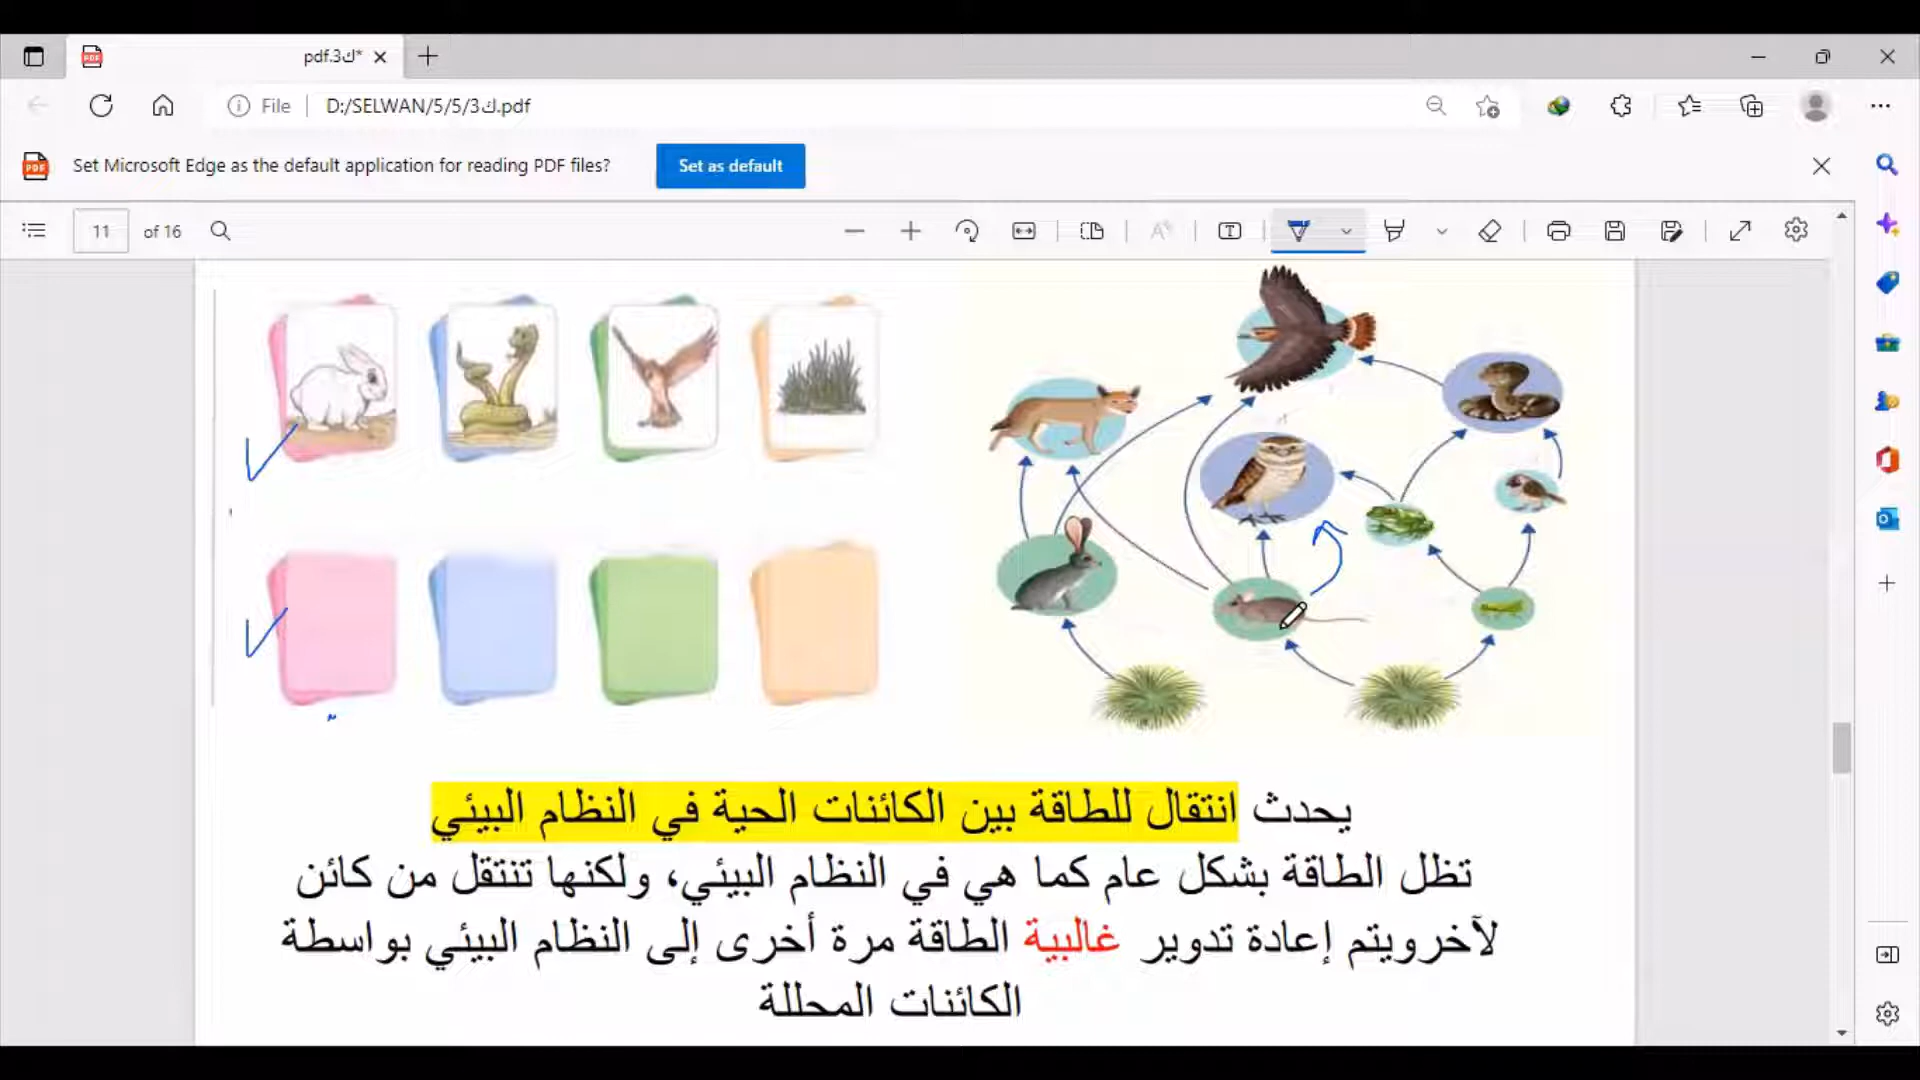 pdf.3ك*
File
D:/SELWAN/5/5/3ك.pdf
Set Microsoft Edge as the default application for reading PDF files?
Set as default
11 of 16
يحدث انتقال للطاقة بين الكائنات الحية في النظام البيئي
تظل الطاقة بشكل عام كما هي في النظام البيئي، ولكنها تنتقل من كائن
لآخرويتم إعادة تدوير غالبية الطاقة مرة أخرى إلى النظام البيئي بواسطة
الكائنات المحللة